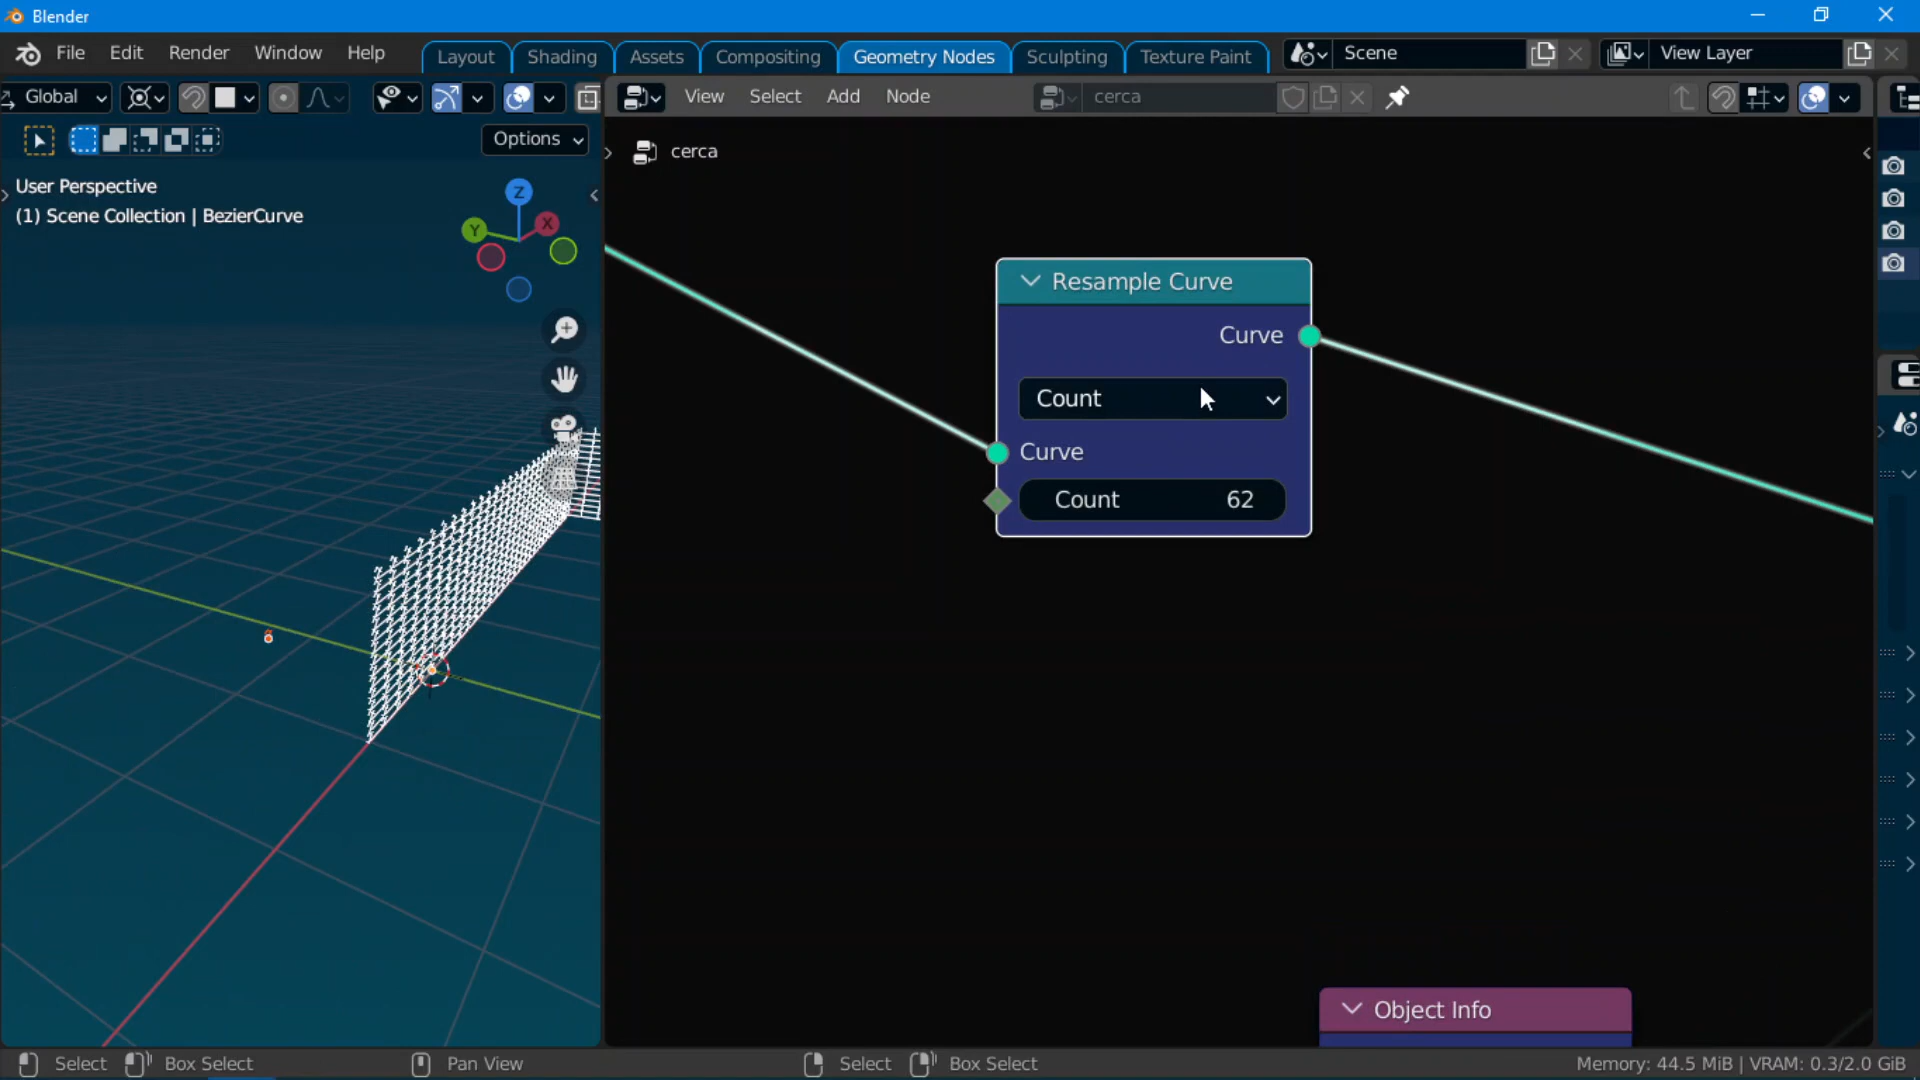 Blender
File Edit Render Window Help Layout Shading Assets Compositing Geometry Nodes Sculpting Texture Paint Scene View Layer
Global View Select Add Node cerca
Options
cerca
User Perspective
(1) Scene Collection | BezierCurve
Z
X
Y
Resample Curve
Curve
Count
Curve
Count 62
Object Info
Select Box Select Pan View Select Box Select Memory: 44.5 MiB | VRAM: 0.3/2.0 GiB